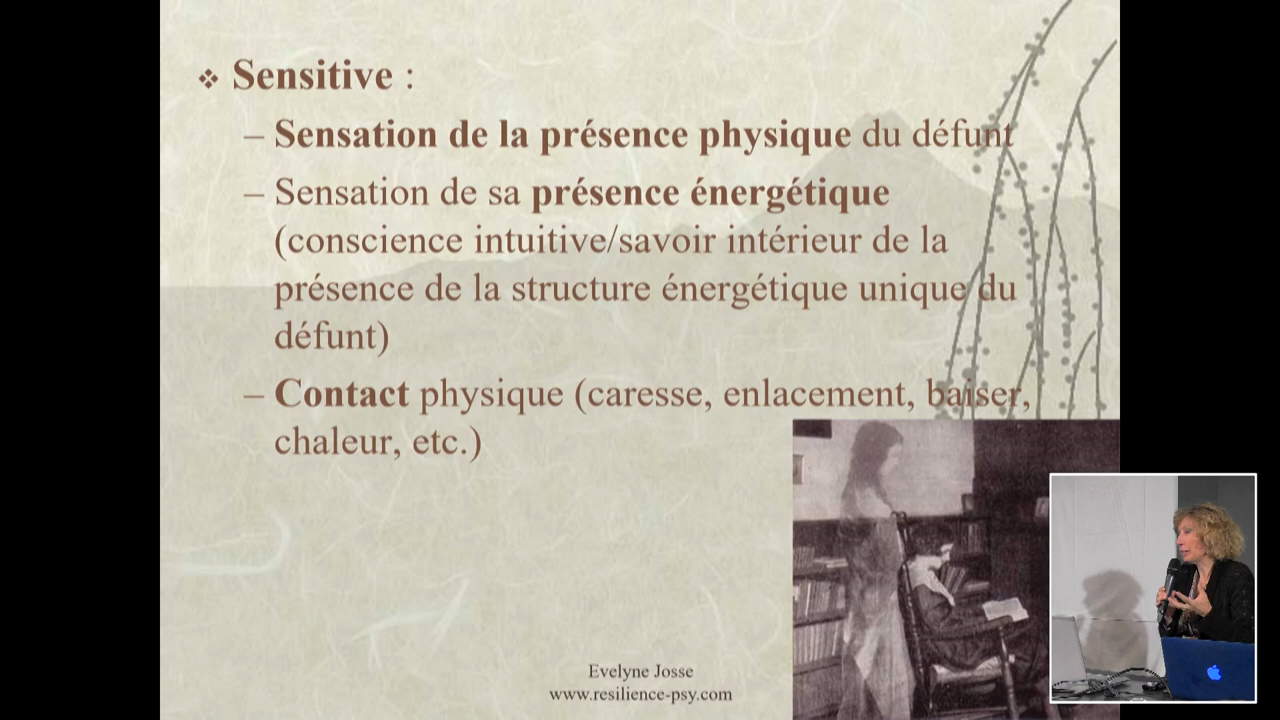 ❖ Sensitive :
– Sensation de la présence physique du défunt
– Sensation de sa présence énergétique
(conscience intuitive/savoir intérieur de la
présence de la structure énergétique unique du
défunt)
– Contact physique (caresse, enlacement, baiser,
chaleur, etc.)
Evelyne Josse
www.resilience-psy.com